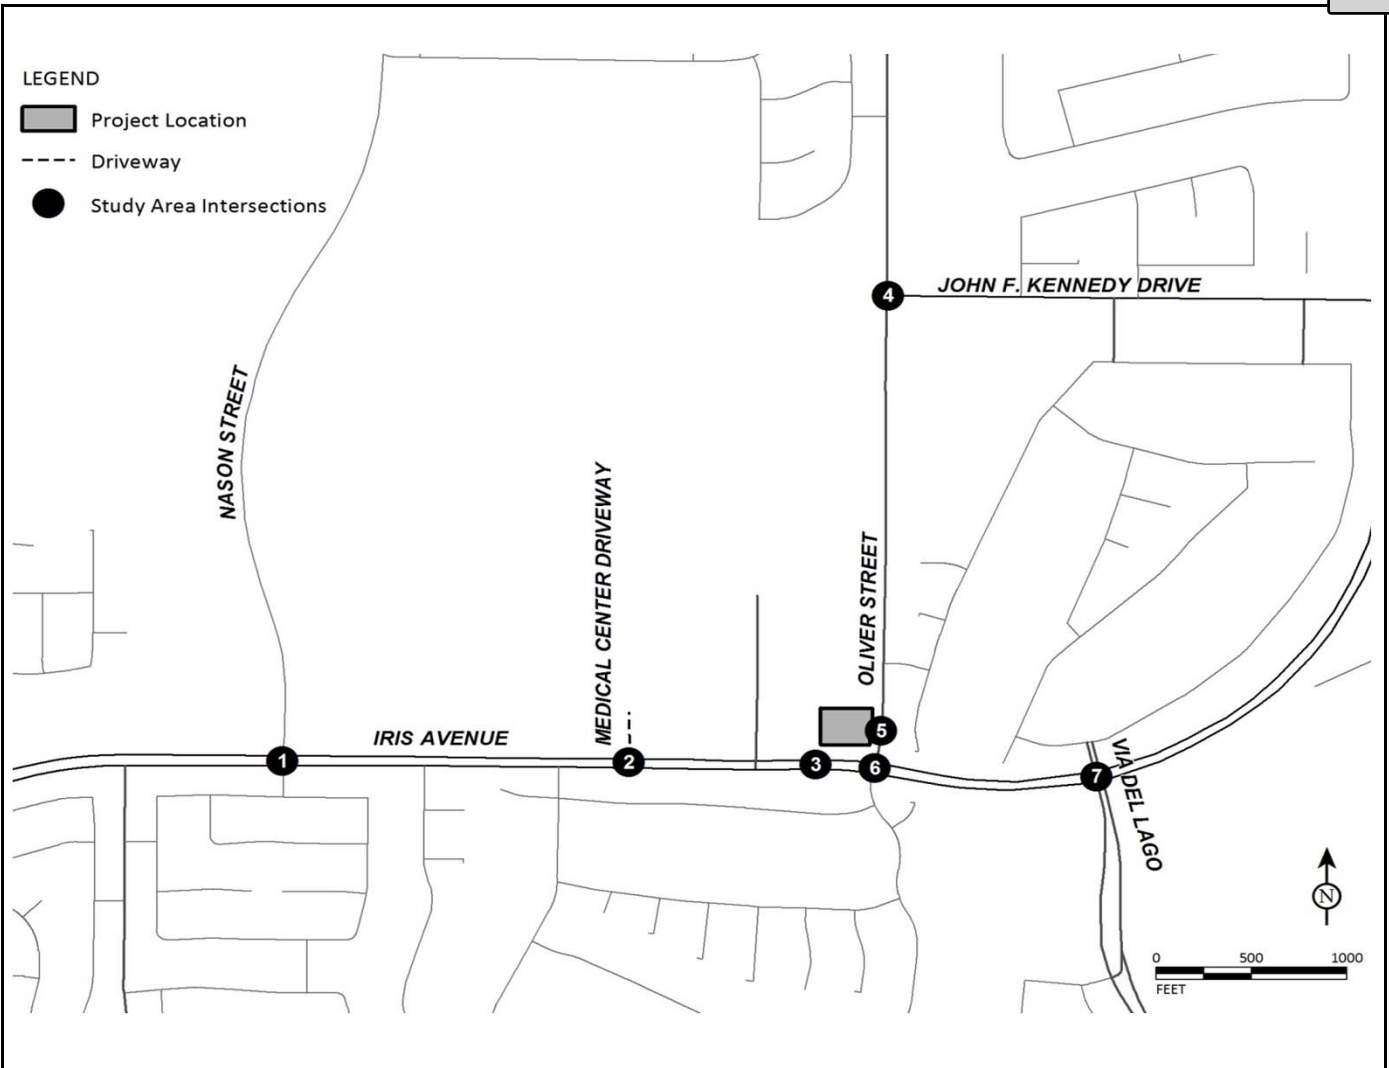 LEGEND
Project Location
Driveway
Study Area Intersections
4
JOHN F. KENNEDY DRIVE
NASON STREET
MEDICAL CENTER DRIVEWAY
OLIVER STREET
5
IRIS AVENUE
1
2
3
6
7
VIA DEL LAGO
N
0 500 1000
FEET